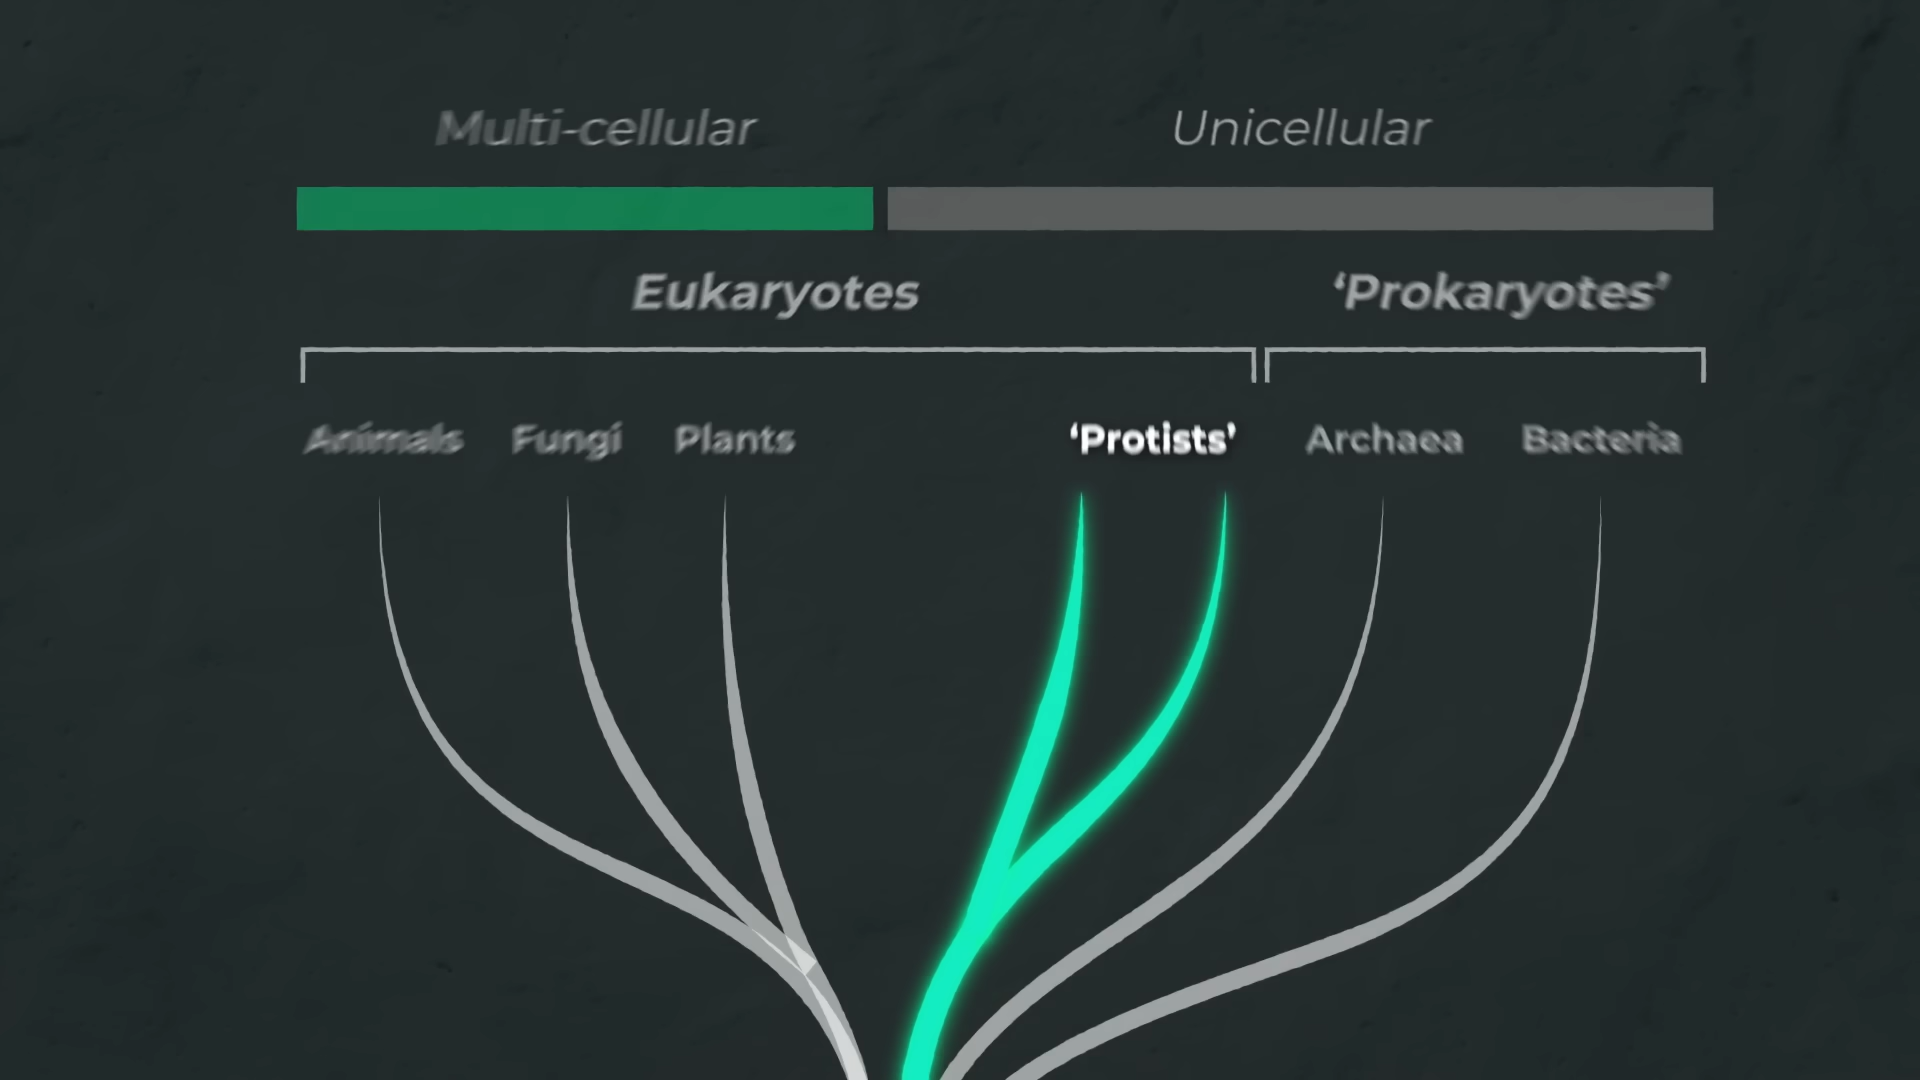 Multi-cellular Unicellular
Eukaryotes ‘Prokaryotes’
Animals Fungi Plants ‘Protists’ Archaea Bacteria